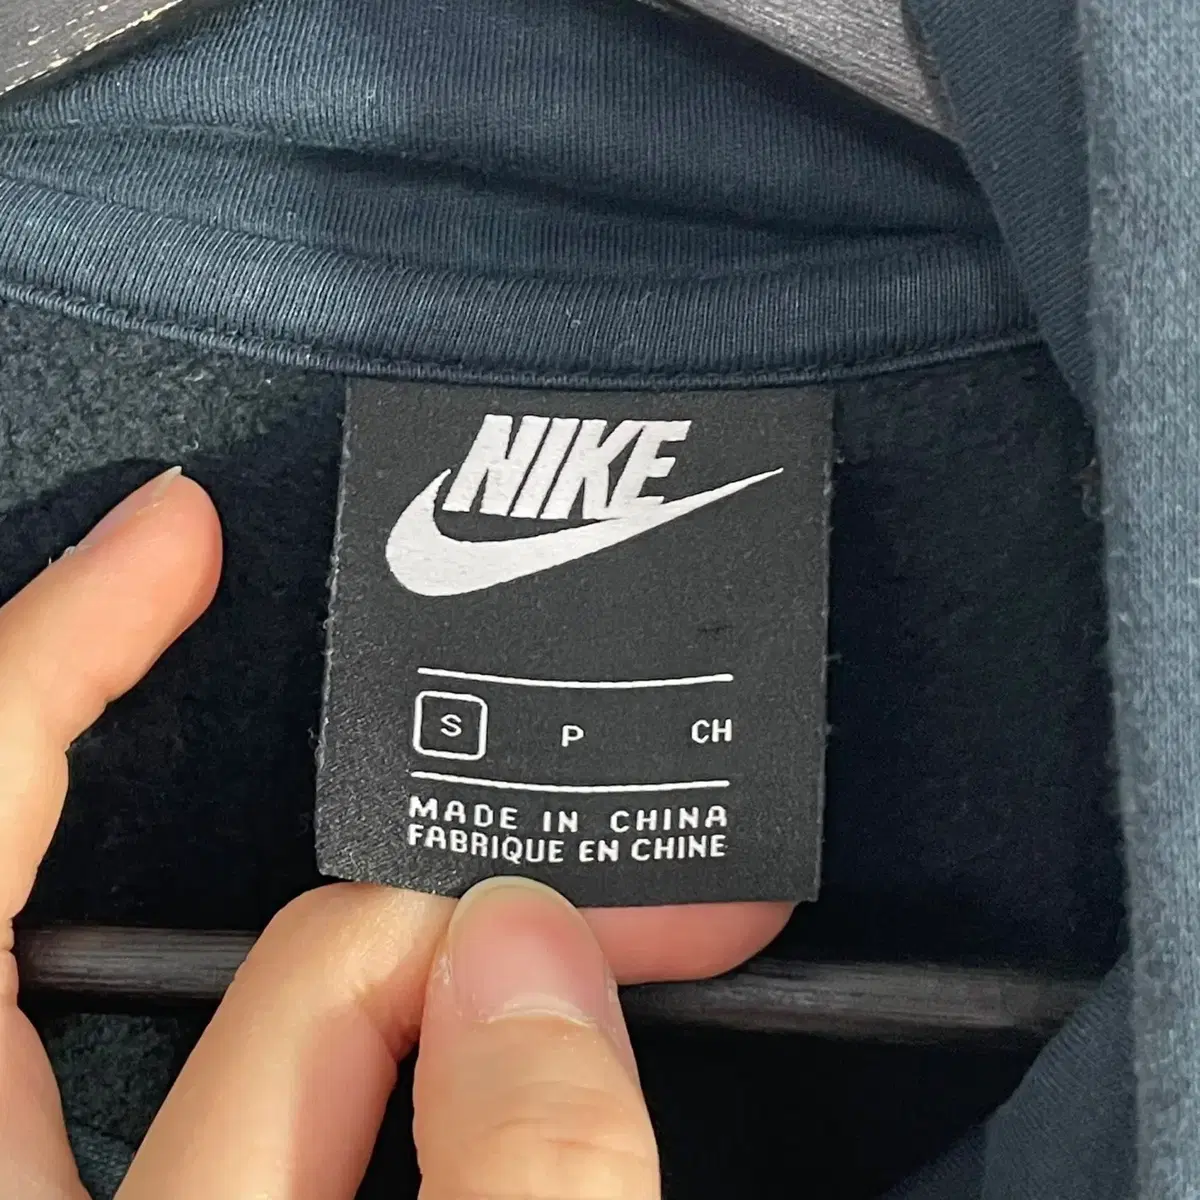 NIKE
S P CH
MADE IN CHINA
FABRIQUE EN CHINE